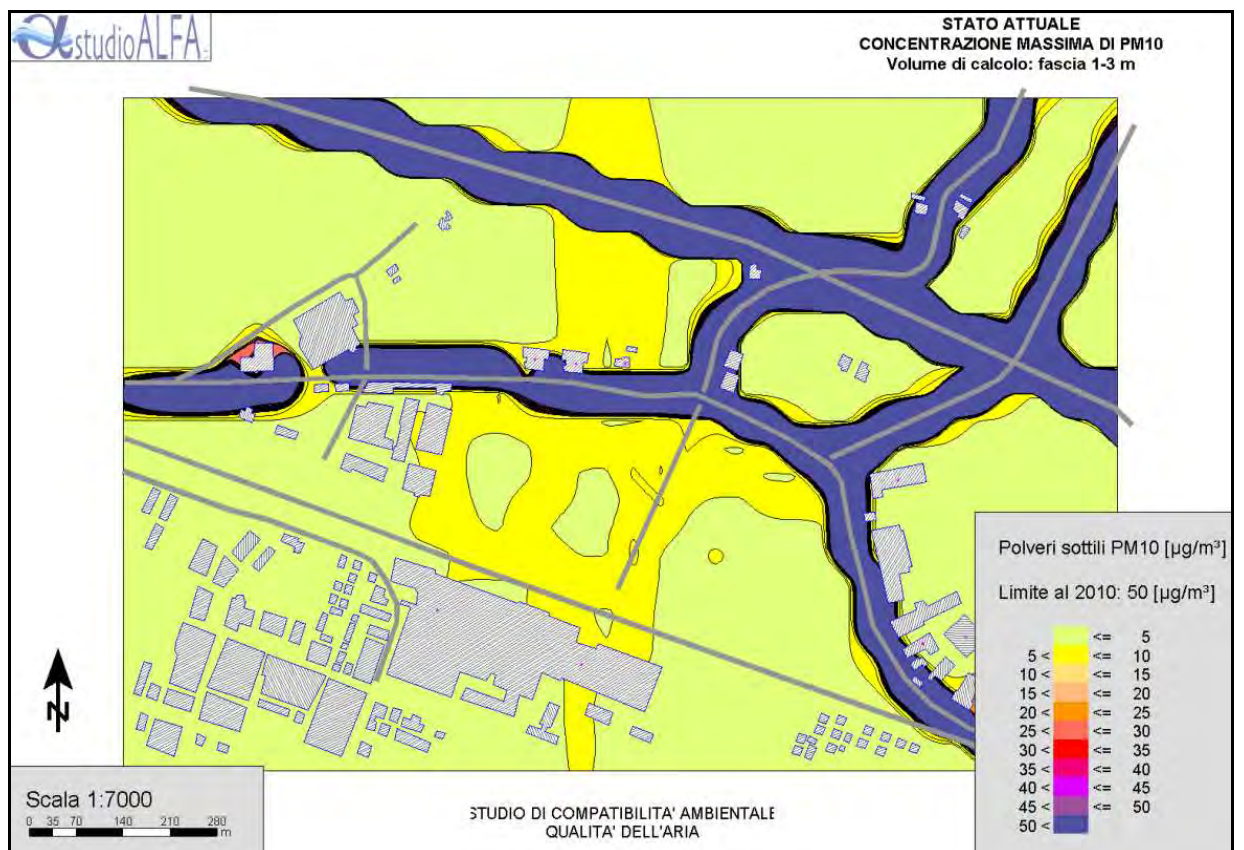 αstudioALFA
STATO ATTUALE
CONCENTRAZIONE MASSIMA DI PM10
Volume di calcolo: fascia 1-3 m
Polveri sottili PM10 [µg/m³]
Limite al 2010: 50 [µg/m³]
<= 5
5 < <= 10
10 < <= 15
15 < <= 20
20 < <= 25
25 < <= 30
30 < <= 35
35 < <= 40
40 < <= 45
45 < <= 50
50 <
N
Scala 1:7000
0 35 70 140 210 280
m
STUDIO DI COMPATIBILITA' AMBIENTALE
QUALITA' DELL'ARIA